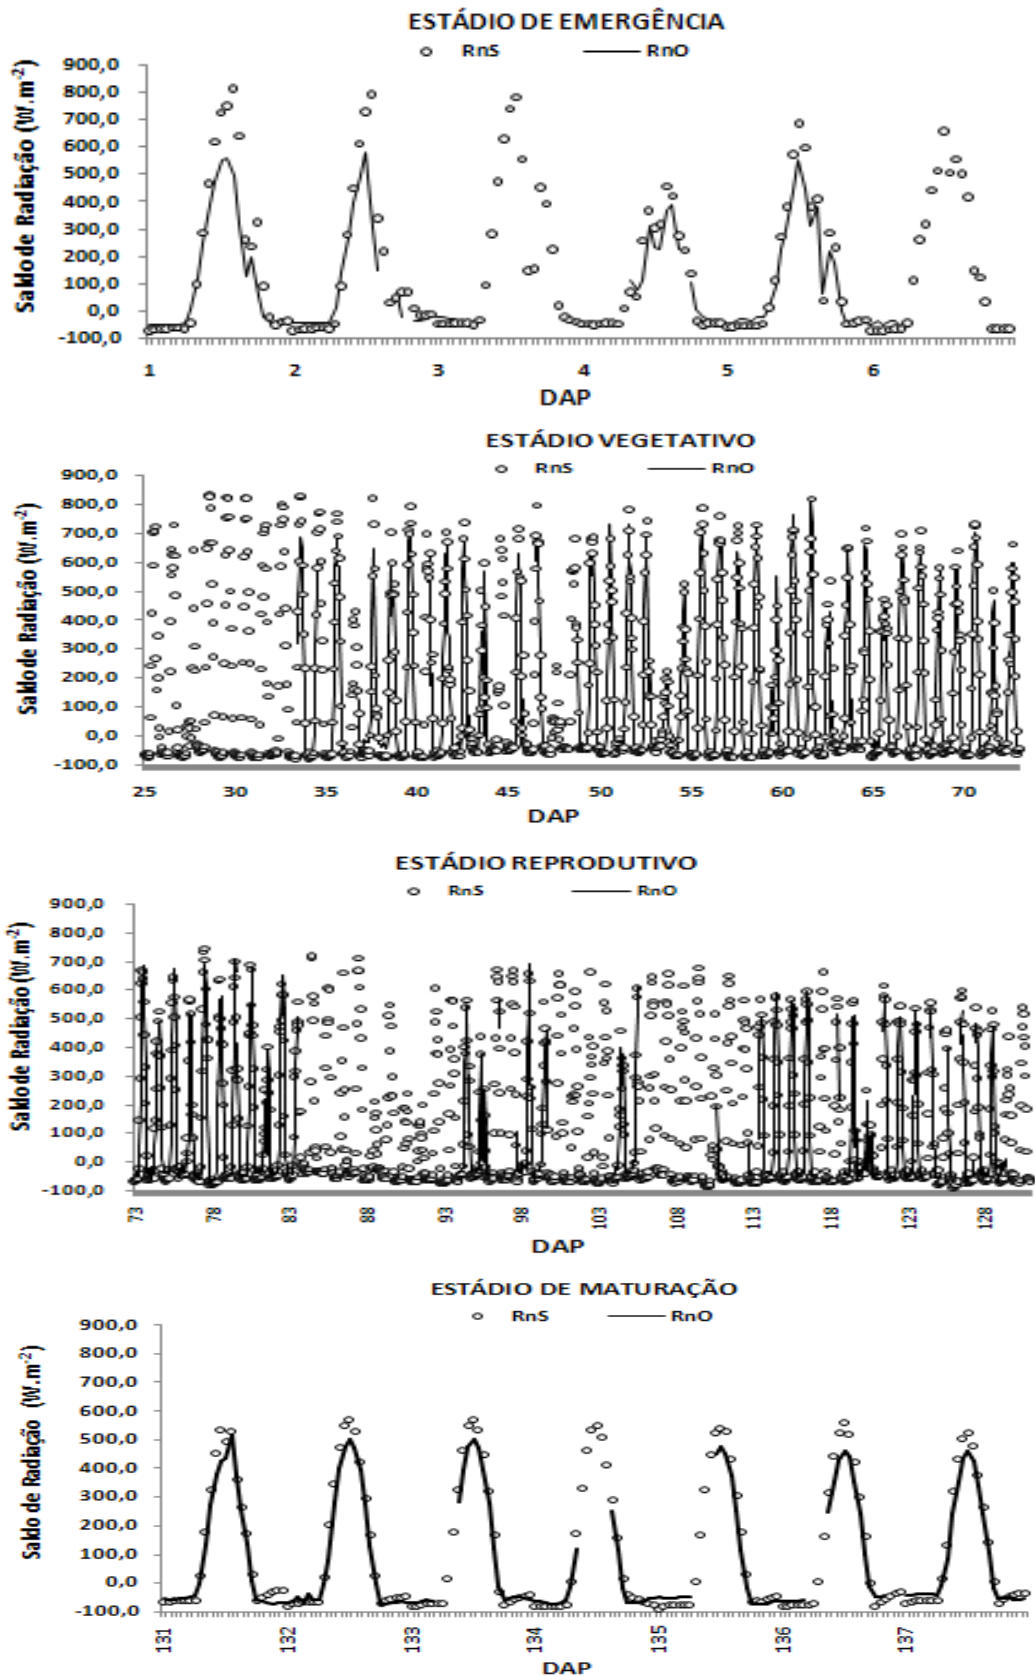 ESTÁDIO DE EMERGÊNCIA
RnS RnO
Saldo de Radiação (W.m⁻²)
900,0
800,0
700,0
600,0
500,0
400,0
300,0
200,0
100,0
0,0
-100,0
1 2 3 4 5 6
DAP
ESTÁDIO VEGETATIVO
RnS RnO
Saldo de Radiação (W.m⁻²)
900,0
800,0
700,0
600,0
500,0
400,0
300,0
200,0
100,0
0,0
-100,0
25 30 35 40 45 50 55 60 65 70
DAP
ESTÁDIO REPRODUTIVO
RnS RnO
Saldo de Radiação (W.m⁻²)
900,0
800,0
700,0
600,0
500,0
400,0
300,0
200,0
100,0
0,0
-100,0
73 78 83 88 93 98 103 108 113 118 123 128
DAP
ESTÁDIO DE MATURAÇÃO
RnS RnO
Saldo de Radiação (W.m⁻²)
900,0
800,0
700,0
600,0
500,0
400,0
300,0
200,0
100,0
0,0
-100,0
131 132 133 134 135 136 137
DAP